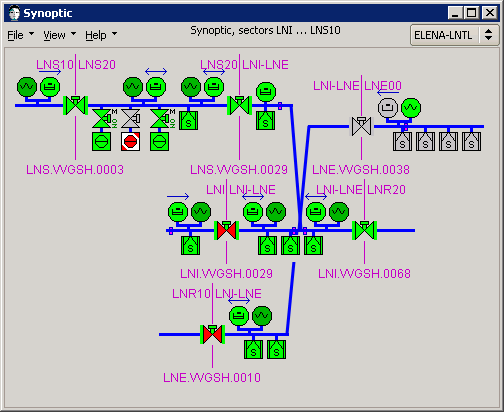 Synoptic
File View Help Synoptic, sectors LNI ... LNS10 ELENA-LNTL
LNS10 LNS20 LNS20 LNI-LNE
LNI-LNE LNE00
M
NO
M
NO
S S
S S S S
LNS.VVGSH.0003 LNS.VVGSH.0029 LNE.VVGSH.0038
LNI LNI-LNE LNI-LNE LNR20
S S S S S
LNI.VVGSH.0029 LNI.VVGSH.0068
LNR10 LNI-LNE
S S
LNE.VVGSH.0010